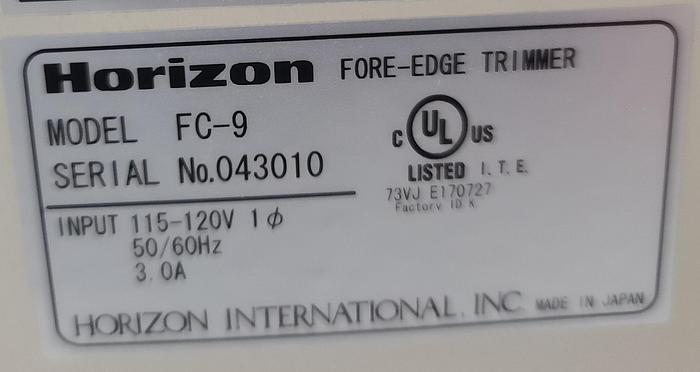 Horizon FORE-EDGE TRIMMER
MODEL FC-9
SERIAL No.043010
C UL US
LISTED I.T.E.
73VJ E170727
Factory ID K
INPUT 115-120V 1φ
50/60Hz
3.0A
HORIZON INTERNATIONAL, INC. MADE IN JAPAN